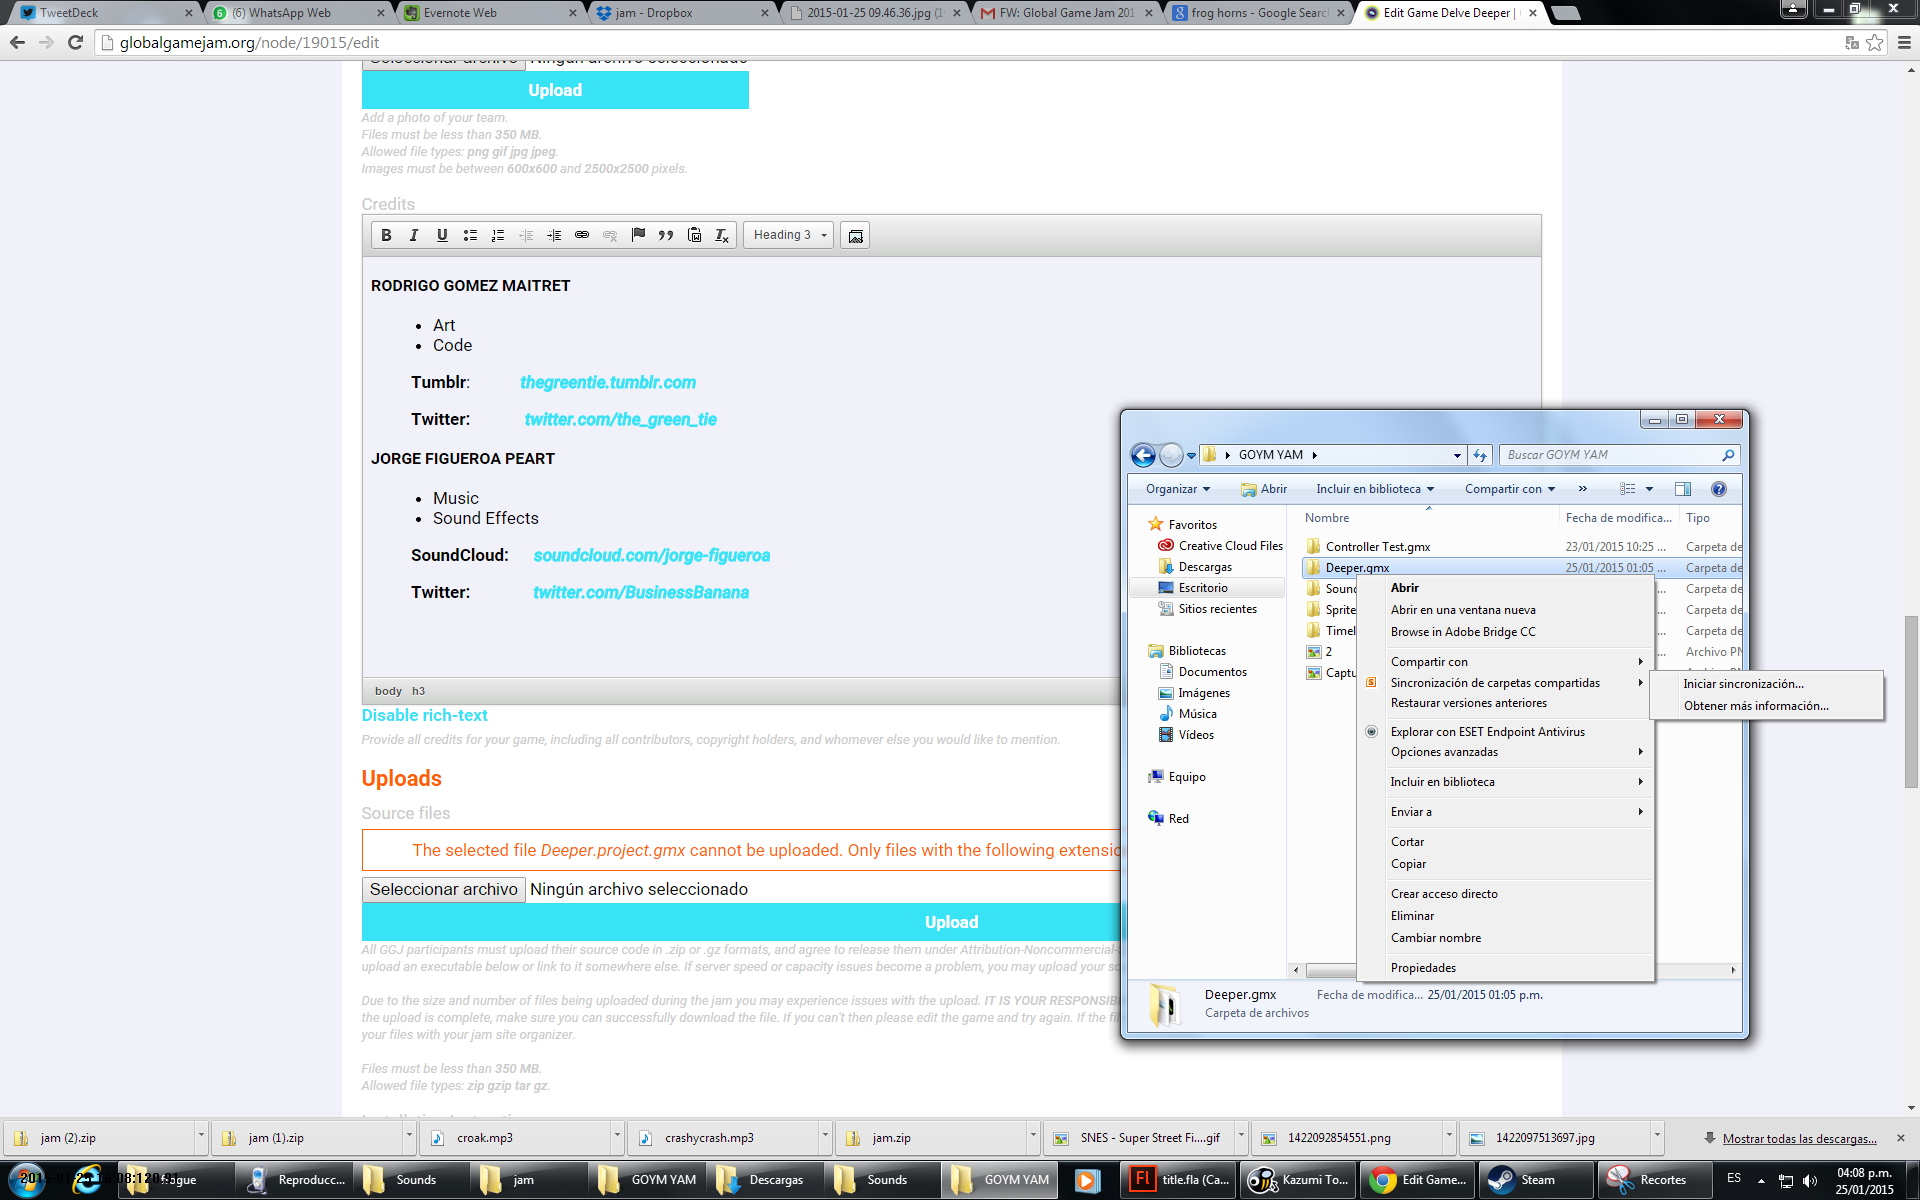 TweetDeck
(6) WhatsApp Web
Evernote Web
jam - Dropbox
2015-01-25 09.46.36.jpg
FW: Global Game Jam 201
frog horns - Google Search
Edit Game Delve Deeper |
globalgamejam.org/node/19015/edit
Seleccionar archivo Ningún archivo seleccionado
Upload
Add a photo of your team.
Files must be less than 350 MB.
Allowed file types: png gif jpg jpeg.
Images must be between 600x600 and 2500x2500 pixels.
Credits
B I U Heading 3
RODRIGO GOMEZ MAITRET
• Art
• Code
Tumblr: thegreentie.tumblr.com
Twitter: twitter.com/the_green_tie
JORGE FIGUEROA PEART
• Music
• Sound Effects
SoundCloud: soundcloud.com/jorge-figueroa
Twitter: twitter.com/BusinessBanana
body h3
Disable rich-text
Provide all credits for your game, including all contributors, copyright holders, and whomever else you would like to mention.
Uploads
Source files
The selected file Deeper.project.gmx cannot be uploaded. Only files with the following extensio
Seleccionar archivo Ningún archivo seleccionado
Upload
All GGJ participants must upload their source code in .zip or .gz formats, and agree to release them under Attribution-Noncommercial-
upload an executable below or link to it somewhere else. If server speed or capacity issues become a problem, you may upload your so
Due to the size and number of files being uploaded during the jam you may experience issues with the upload. IT IS YOUR RESPONSIB
the upload is complete, make sure you can successfully download the file. If you can't then please edit the game and try again. If the fi
your files with your jam site organizer.
Files must be less than 350 MB.
Allowed file types: zip gzip tar gz.
GOYM YAM
Buscar GOYM YAM
Organizar Abrir Incluir en biblioteca Compartir con »
Nombre Fecha de modifica... Tipo
Favoritos
Creative Cloud Files
Descargas
Escritorio
Sitios recientes
Bibliotecas
Documentos
Imágenes
Música
Vídeos
Equipo
Red
Controller Test.gmx 23/01/2015 10:25 ... Carpeta de
Deeper.gmx 25/01/2015 01:05 ... Carpeta de
Sound Carpeta de
Sprite Carpeta de
Timel Carpeta de
2 Archivo PN
Captu
Abrir
Abrir en una ventana nueva
Browse in Adobe Bridge CC
Compartir con
Sincronización de carpetas compartidas
Restaurar versiones anteriores
Explorar con ESET Endpoint Antivirus
Opciones avanzadas
Incluir en biblioteca
Enviar a
Cortar
Copiar
Crear acceso directo
Eliminar
Cambiar nombre
Propiedades
Iniciar sincronización...
Obtener más información...
Deeper.gmx Fecha de modifica... 25/01/2015 01:05 p.m.
Carpeta de archivos
jam (2).zip
jam (1).zip
croak.mp3
crashycrash.mp3
jam.zip
SNES - Super Street Fi....gif
1422092854551.png
1422097513697.jpg
Mostrar todas las descargas...
Reproducc...
Sounds
jam
GOYM YAM
Descargas
Sounds
GOYM YAM
title.fla (Ca...
Kazumi To...
Edit Game...
Steam
Recortes
ES
04:08 p.m.
25/01/2015